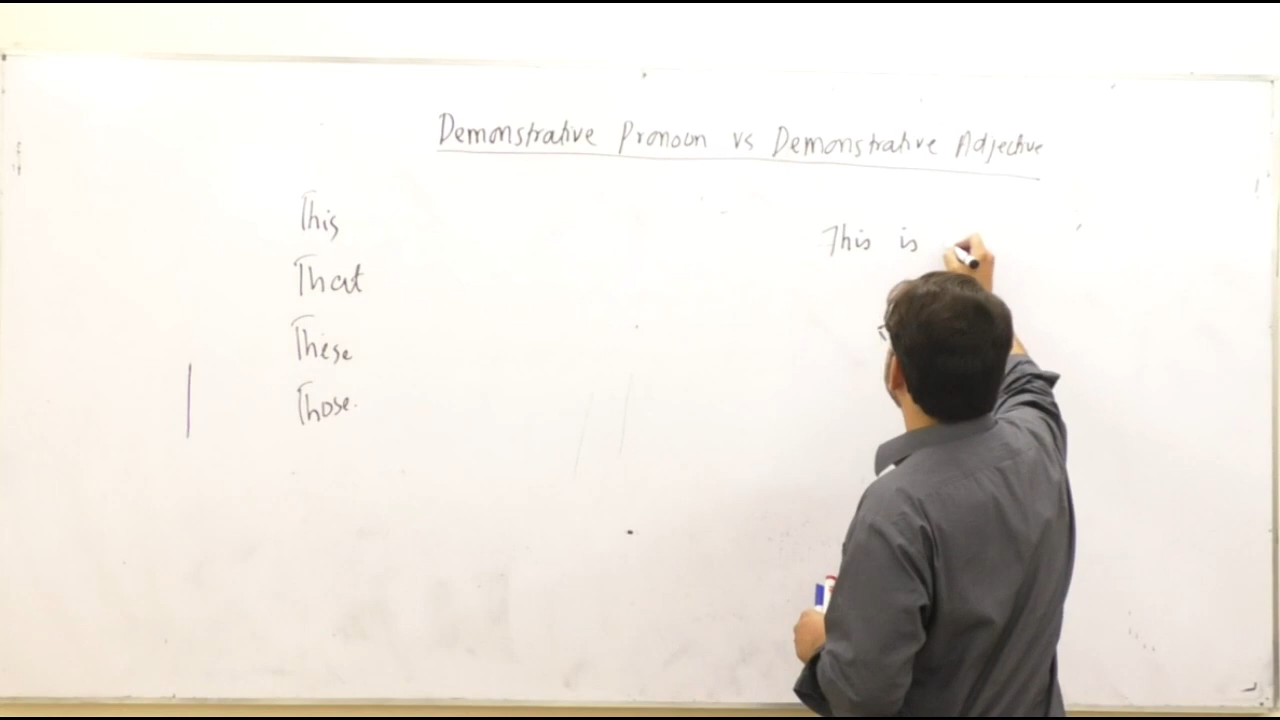 Demonstrative Pronoun vs Demonstrative Adjective
This
That
These
Those.
This is